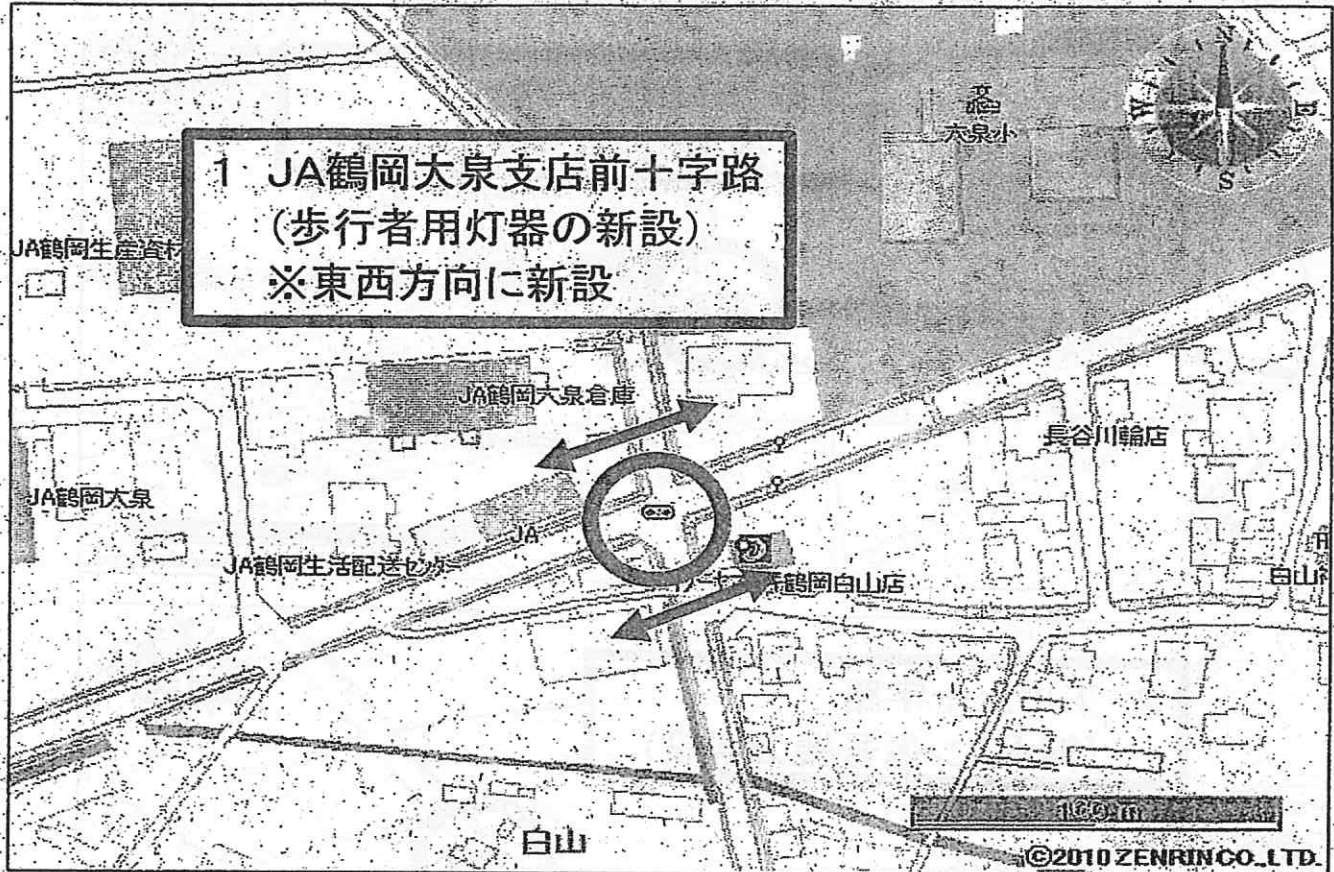 N
W
E
S
大泉小
1 JA鶴岡大泉支店前十字路
(歩行者用灯器の新設)
※東西方向に新設
JA鶴岡生産資材
JA鶴岡大泉倉庫
長谷川輪店
JA鶴岡大泉
JA
JA鶴岡生活配送センター
鶴岡白山店
白山
白山
169 m
©2010 ZENRIN CO., LTD.